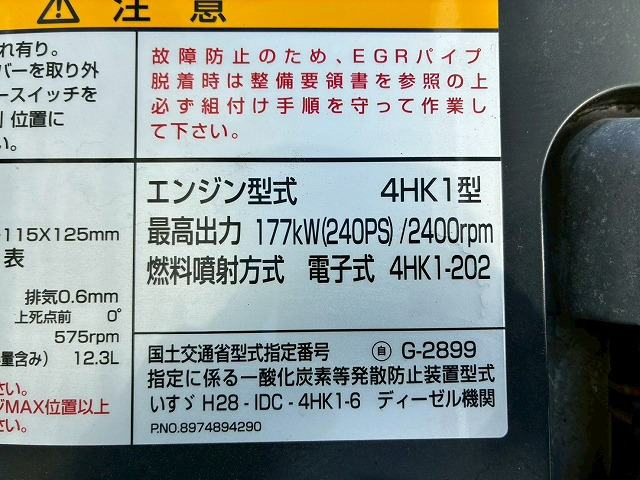 注意
れ有り。
バーを取り外
ースイッチを
位置に
い。
115X125mm
表
排気0.6mm
上死点前 0°
575rpm
量含み) 12.3L
さい。
ジMAX位置以上
ださい。
故障防止のため、EGRパイプ
脱着時は整備要領書を参照の上
必ず組付け手順を守って作業し
て下さい。
エンジン型式 4HK1型
最高出力 177kW(240PS)/2400rpm
燃料噴射方式 電子式 4HK1-202
国土交通省型式指定番号 自 G-2899
指定に係る一酸化炭素等発散防止装置型式
いすゞ H28-IDC-4HK1-6 ディーゼル機関
P.NO.8974894290